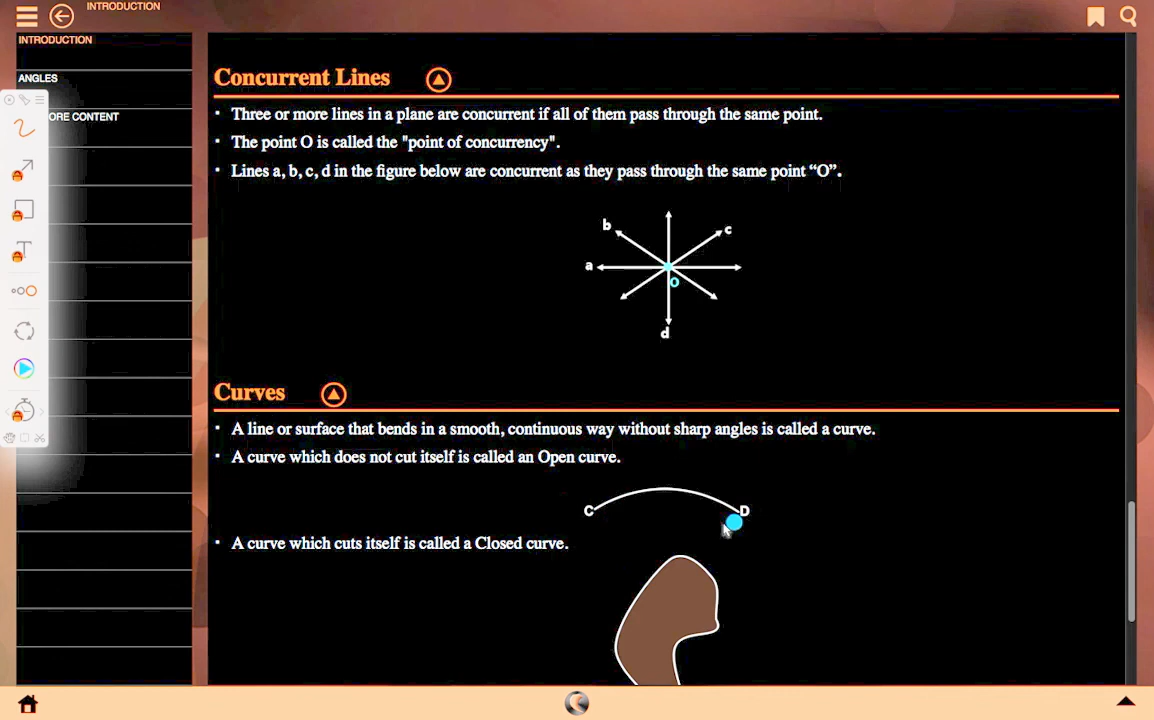 INTRODUCTION
INTRODUCTION
ANGLES
ORE CONTENT
T
Concurrent Lines
• Three or more lines in a plane are concurrent if all of them pass through the same point.
• The point O is called the "point of concurrency".
• Lines a, b, c, d in the figure below are concurrent as they pass through the same point “O”.
b
c
a
O
d
Curves
• A line or surface that bends in a smooth, continuous way without sharp angles is called a curve.
• A curve which does not cut itself is called an Open curve.
C D
• A curve which cuts itself is called a Closed curve.